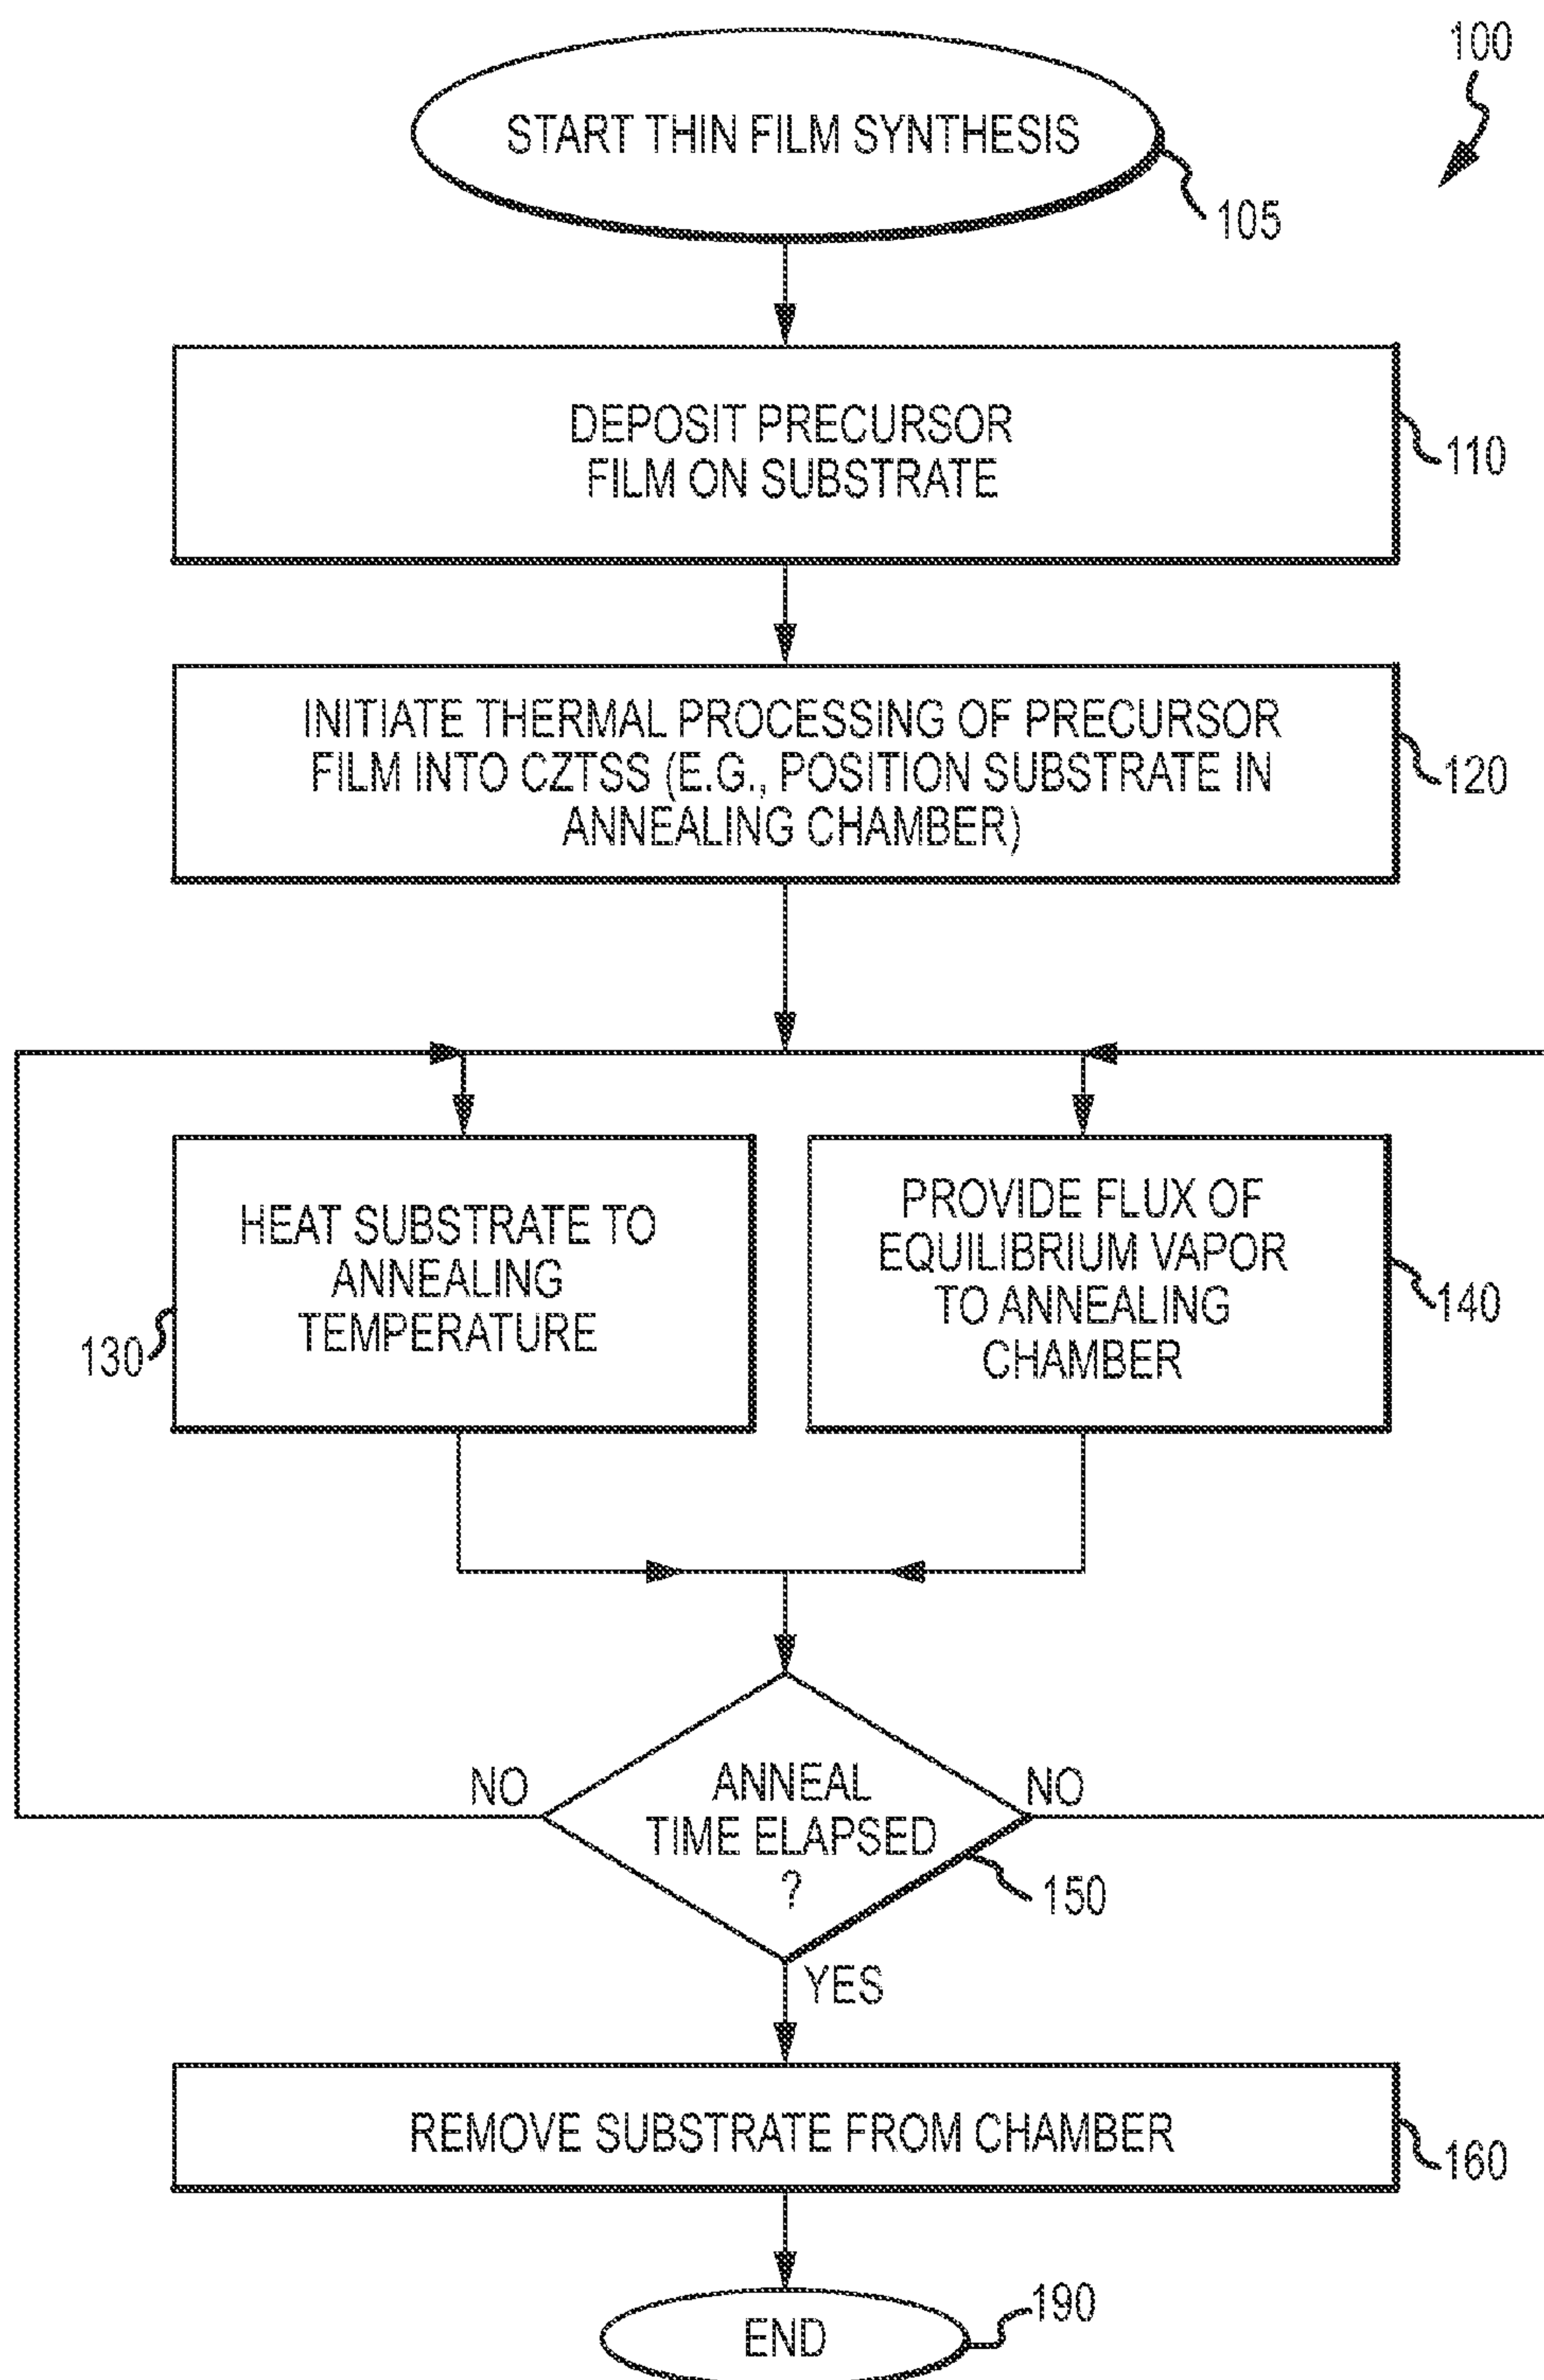 100
START THIN FILM SYNTHESIS
105
DEPOSIT PRECURSOR
FILM ON SUBSTRATE
110
INITIATE THERMAL PROCESSING OF PRECURSOR
FILM INTO CZTSS (E.G., POSITION SUBSTRATE IN
ANNEALING CHAMBER)
120
HEAT SUBSTRATE TO
ANNEALING
TEMPERATURE
130
PROVIDE FLUX OF
EQUILIBRIUM VAPOR
TO ANNEALING
CHAMBER
140
NO
ANNEAL
TIME ELAPSED
?
NO
150
YES
REMOVE SUBSTRATE FROM CHAMBER
160
END
190